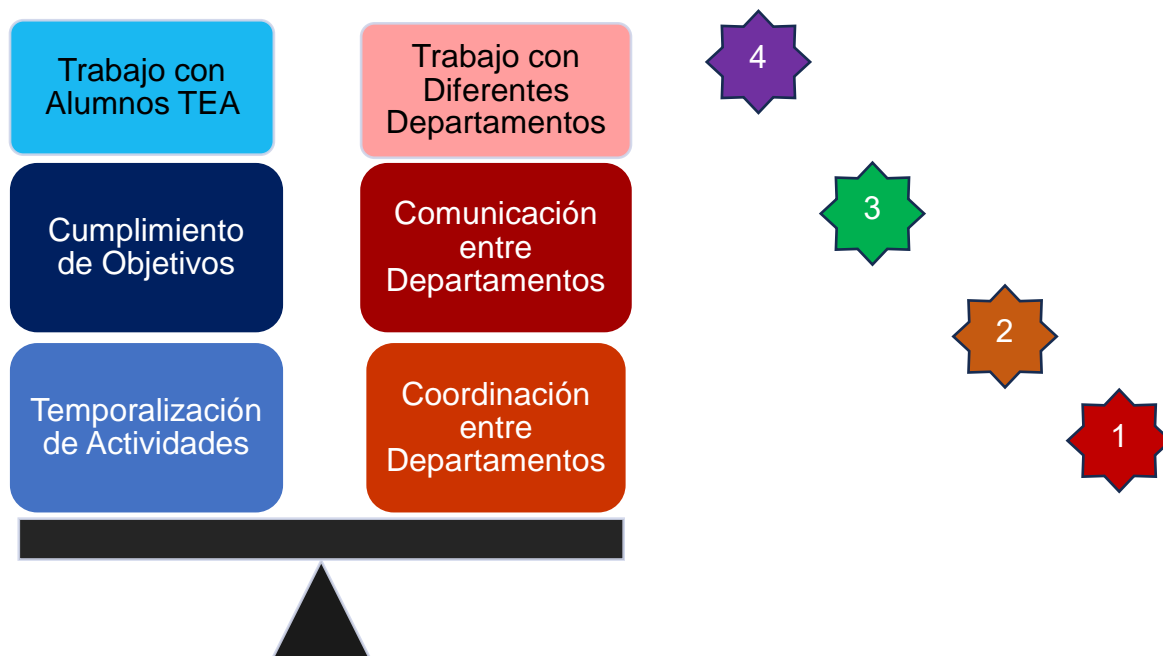 Trabajo con
Alumnos TEA
Trabajo con
Diferentes
Departamentos
4
Cumplimiento
de Objetivos
Comunicación
entre
Departamentos
3
2
Temporalización
de Actividades
Coordinación
entre
Departamentos
1